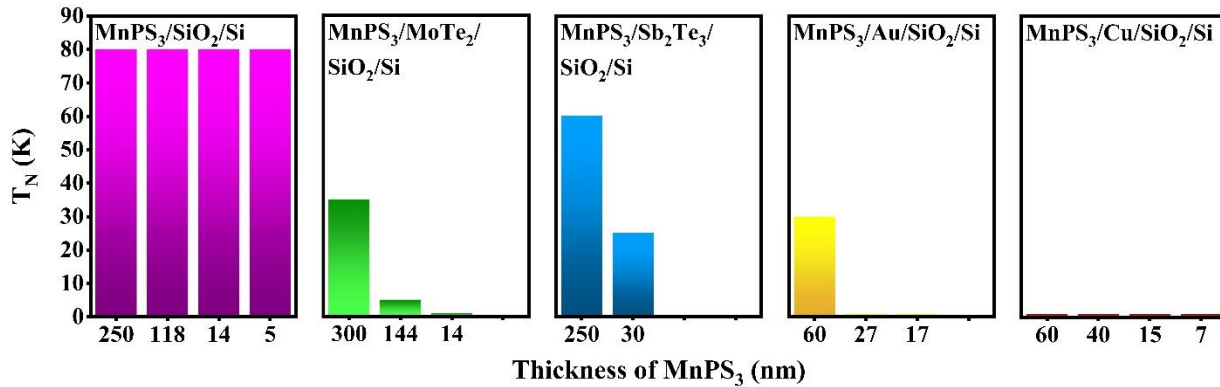 90
80
70
60
50
40
30
20
10
0
T_N (K)
MnPS₃/SiO₂/Si
250 118 14 5
MnPS₃/MoTe₂/
SiO₂/Si
300 144 14
MnPS₃/Sb₂Te₃/
SiO₂/Si
250 30
MnPS₃/Au/SiO₂/Si
60 27 17
MnPS₃/Cu/SiO₂/Si
60 40 15 7
Thickness of MnPS₃ (nm)